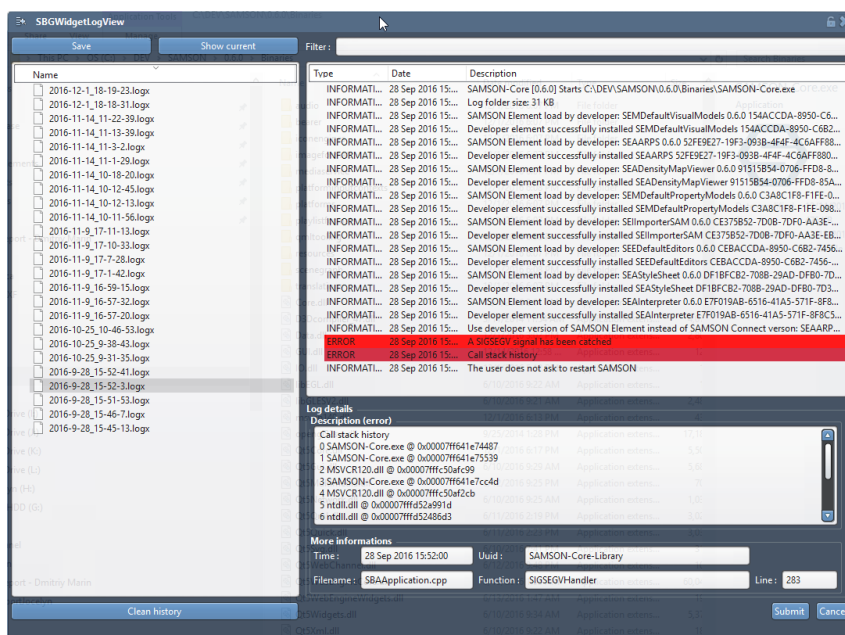 SBGWidgetLogView
Save
Show current
Filter :
Name
2016-12-1_18-19-23.logx
2016-12-1_18-18-31.logx
2016-11-14_11-22-39.logx
2016-11-14_11-13-39.logx
2016-11-14_11-3-2.logx
2016-11-14_11-1-29.logx
2016-11-14_10-18-20.logx
2016-11-14_10-12-45.logx
2016-11-14_10-12-13.logx
2016-11-14_10-11-56.logx
2016-11-9_17-11-13.logx
2016-11-9_17-10-33.logx
2016-11-9_17-7-28.logx
2016-11-9_17-1-42.logx
2016-11-9_16-59-15.logx
2016-11-9_16-57-32.logx
2016-11-9_16-57-20.logx
2016-10-25_10-46-53.logx
2016-10-25_9-38-43.logx
2016-10-25_9-31-35.logx
2016-9-28_15-52-41.logx
2016-9-28_15-52-3.logx
2016-9-28_15-51-53.logx
2016-9-28_15-46-7.logx
2016-9-28_15-45-13.logx
Clean history
Type Date Description
INFORMATI... 28 Sep 2016 15:... SAMSON-Core [0.6.0] Starts C:\DEV\SAMSON\0.6.0\Binaries\SAMSON-Core.exe
INFORMATI... 28 Sep 2016 15:... Log folder size: 31 KB
INFORMATI... 28 Sep 2016 15:... SAMSON Element load by developer: SEMDefaultVisualModels 0.6.0 154ACCDA-8950-C6...
INFORMATI... 28 Sep 2016 15:... Developer element successfully installed SEMDefaultVisualModels 154ACCDA-8950-C6B2...
INFORMATI... 28 Sep 2016 15:... SAMSON Element load by developer: SEAARPS 0.6.0 52FE9E27-19F3-093B-4F4F-4C6AFF88...
INFORMATI... 28 Sep 2016 15:... Developer element successfully installed SEAARPS 52FE9E27-19F3-093B-4F4F-4C6AFF880...
INFORMATI... 28 Sep 2016 15:... SAMSON Element load by developer: SEADensityMapViewer 0.6.0 91515B54-0706-FFD8-8...
INFORMATI... 28 Sep 2016 15:... Developer element successfully installed SEADensityMapViewer 91515B54-0706-FFD8-85A...
INFORMATI... 28 Sep 2016 15:... SAMSON Element load by developer: SEMDefaultPropertyModels 0.6.0 C3A8C1F8-F1FE-0...
INFORMATI... 28 Sep 2016 15:... Developer element successfully installed SEMDefaultPropertyModels C3A8C1F8-F1FE-098...
INFORMATI... 28 Sep 2016 15:... SAMSON Element load by developer: SEIImporterSAM 0.6.0 CE375B52-7D0B-7DF0-AA3E-...
INFORMATI... 28 Sep 2016 15:... Developer element successfully installed SEIImporterSAM CE375B52-7D0B-7DF0-AA3E-EB...
INFORMATI... 28 Sep 2016 15:... SAMSON Element load by developer: SEEDefaultEditors 0.6.0 CEBACCDA-8950-C6B2-7456...
INFORMATI... 28 Sep 2016 15:... Developer element successfully installed SEEDefaultEditors CEBACCDA-8950-C6B2-7456-...
INFORMATI... 28 Sep 2016 15:... SAMSON Element load by developer: SEAStyleSheet 0.6.0 DF1BFCB2-708B-29AD-DFB0-7D...
INFORMATI... 28 Sep 2016 15:... Developer element successfully installed SEAStyleSheet DF1BFCB2-708B-29AD-DFB0-7D3...
INFORMATI... 28 Sep 2016 15:... SAMSON Element load by developer: SEAInterpreter 0.6.0 E7F019AB-6516-41A5-571F-8F8...
INFORMATI... 28 Sep 2016 15:... Developer element successfully installed SEAInterpreter E7F019AB-6516-41A5-571F-8F8C5...
INFORMATI... 28 Sep 2016 15:... Use developer version of SAMSON Element instead of SAMSON Connect verson: SEAARP...
ERROR 28 Sep 2016 15:... A SIGSEGV signal has been catched
ERROR 28 Sep 2016 15:... Call stack history
INFORMATI... 28 Sep 2016 15:... The user does not ask to restart SAMSON
Log details
Description (error)
Call stack history
0 SAMSON-Core.exe @ 0x00007ff641e74487
1 SAMSON-Core.exe @ 0x00007ff641e75539
2 MSVCR120.dll @ 0x00007fffc50afc99
3 SAMSON-Core.exe @ 0x00007ff641e7cc4d
4 MSVCR120.dll @ 0x00007fffc50af2cb
5 ntdll.dll @ 0x00007fffd52a991d
6 ntdll.dll @ 0x00007fffd52486d3
More informations
Time : 28 Sep 2016 15:52:00 Uuid : SAMSON-Core-Library
Filename : SBAApplication.cpp Function : SIGSEGVHandler Line : 283
Submit
Cance